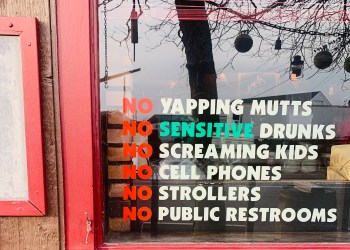 NO YAPPING MUTTS
NO SENSITIVE DRUNKS
NO SCREAMING KIDS
NO CELL PHONES
NO STROLLERS
NO PUBLIC RESTROOMS